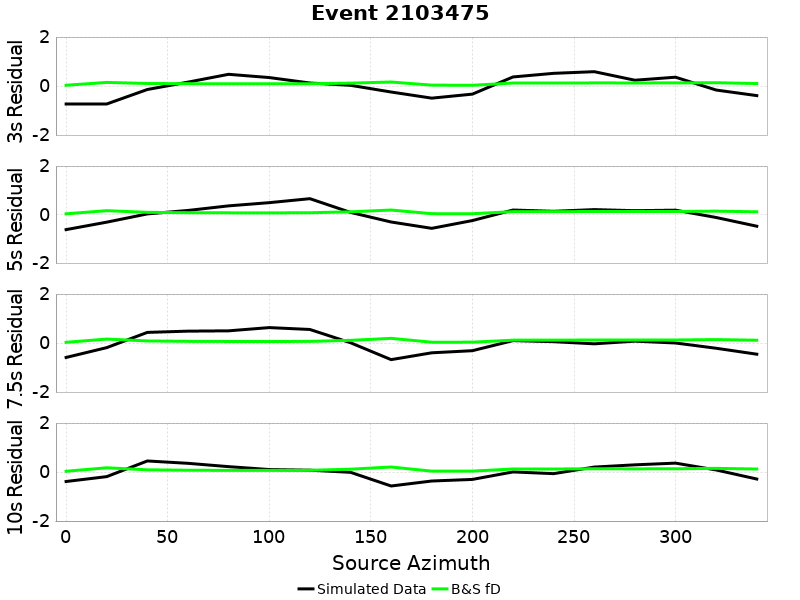 Event 2103475
3s Residual
2
0
-2
5s Residual
2
0
-2
7.5s Residual
2
0
-2
10s Residual
2
0
-2
0 50 100 150 200 250 300
Source Azimuth
Simulated Data B&S fD